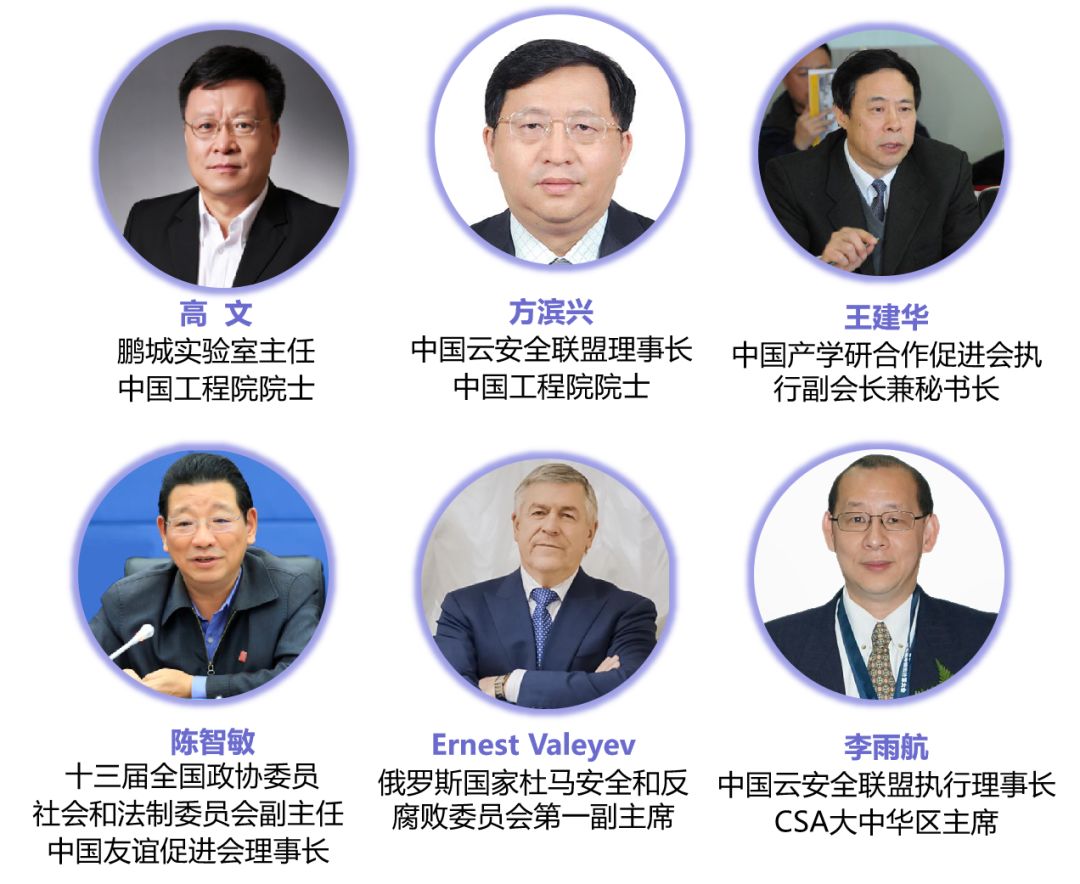 高 文
鹏城实验室主任
中国工程院院士
方滨兴
中国云安全联盟理事长
中国工程院院士
王建华
中国产学研合作促进会执
行副会长兼秘书长
陈智敏
十三届全国政协委员
社会和法制委员会副主任
中国友谊促进会理事长
Ernest Valeyev
俄罗斯国家杜马安全和反
腐败委员会第一副主席
李雨航
中国云安全联盟执行理事长
CSA大中华区主席